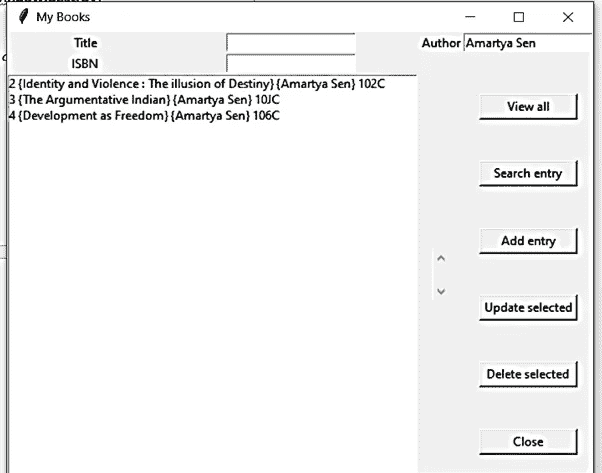 My Books
Title
Author Amartya Sen
ISBN
2 {Identity and Violence : The illusion of Destiny} {Amartya Sen} 102C
3 {The Argumentative Indian} {Amartya Sen} 10JC
4 {Development as Freedom} {Amartya Sen} 106C
View all
Search entry
Add entry
Update selected
Delete selected
Close